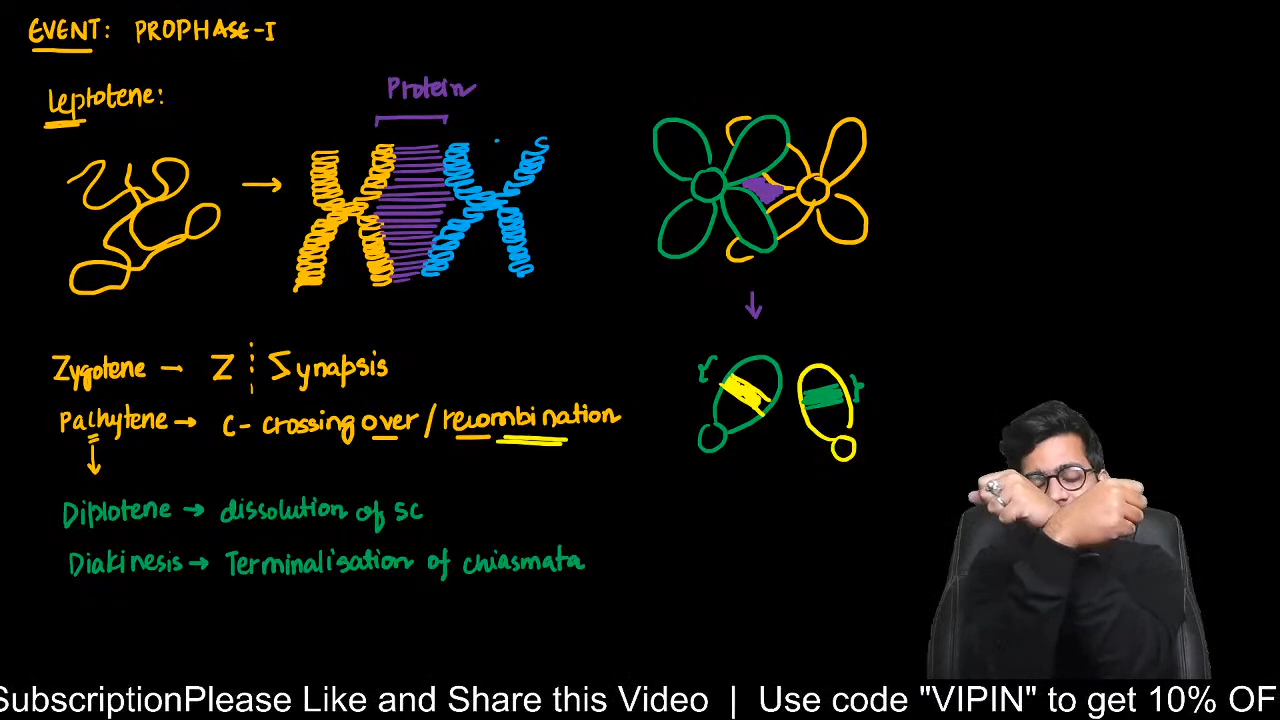 EVENT: PROPHASE-I
Leptotene:
Protein
Zygotene — Z Synapsis
Pachytene → C- crossing over / recombination
Diplotene → dissolution of SC
Diakinesis → Terminalisation of chiasmata
SubscriptionPlease Like and Share this Video | Use code "VIPIN" to get 10% OF